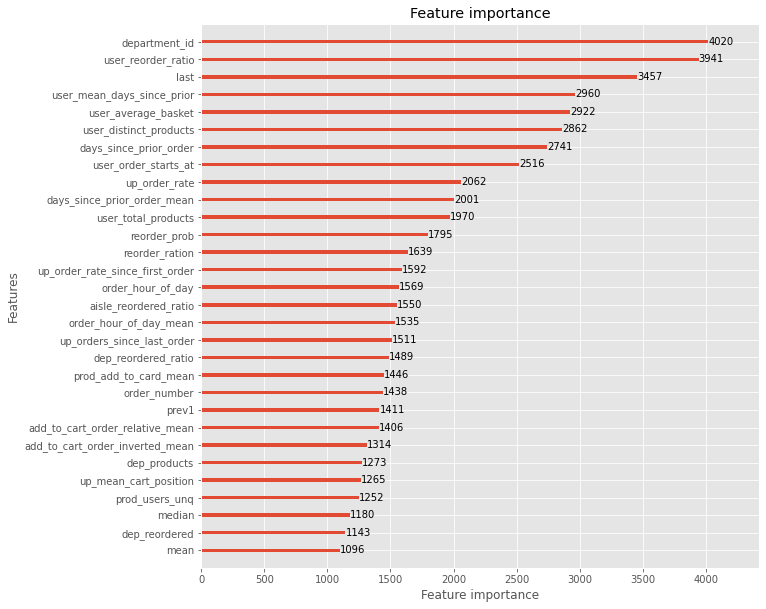 Feature importance
department_id 4020
user_reorder_ratio 3941
last 3457
user_mean_days_since_prior 2960
user_average_basket 2922
user_distinct_products 2862
days_since_prior_order 2741
user_order_starts_at 2516
up_order_rate 2062
days_since_prior_order_mean 2001
user_total_products 1970
reorder_prob 1795
reorder_ration 1639
up_order_rate_since_first_order 1592
order_hour_of_day 1569
aisle_reordered_ratio 1550
order_hour_of_day_mean 1535
up_orders_since_last_order 1511
dep_reordered_ratio 1489
prod_add_to_card_mean 1446
order_number 1438
prev1 1411
add_to_cart_order_relative_mean 1406
add_to_cart_order_inverted_mean 1314
dep_products 1273
up_mean_cart_position 1265
prod_users_unq 1252
median 1180
dep_reordered 1143
mean 1096
Features
0 500 1000 1500 2000 2500 3000 3500 4000
Feature importance